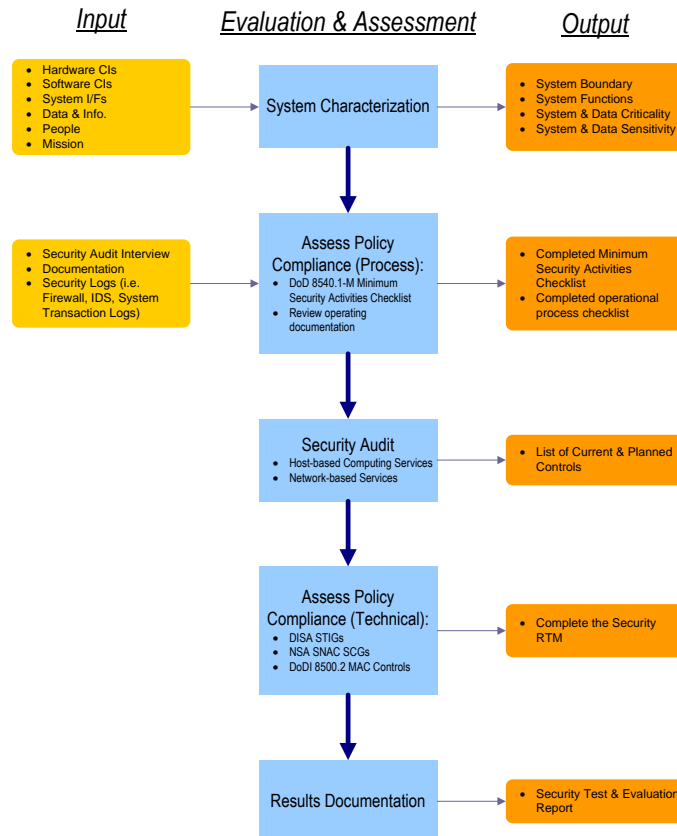 Input
Evaluation & Assessment
Output
• Hardware CIs
• Software CIs
• System I/Fs
• Data & Info.
• People
• Mission
System Characterization
• System Boundary
• System Functions
• System & Data Criticality
• System & Data Sensitivity
• Security Audit Interview
• Documentation
• Security Logs (i.e.
Firewall, IDS, System
Transaction Logs)
Assess Policy
Compliance (Process):
• DoD 8540.1-M Minimum
Security Activities Checklist
• Review operating
documentation
• Completed Minimum
Security Activities
Checklist
• Completed operational
process checklist
Security Audit
• Host-based Computing Services
• Network-based Services
• List of Current & Planned
Controls
Assess Policy
Compliance (Technical):
• DISA STIGs
• NSA SNAC SCGs
• DoDI 8500.2 MAC Controls
• Complete the Security
RTM
Results Documentation
• Security Test & Evaluation
Report